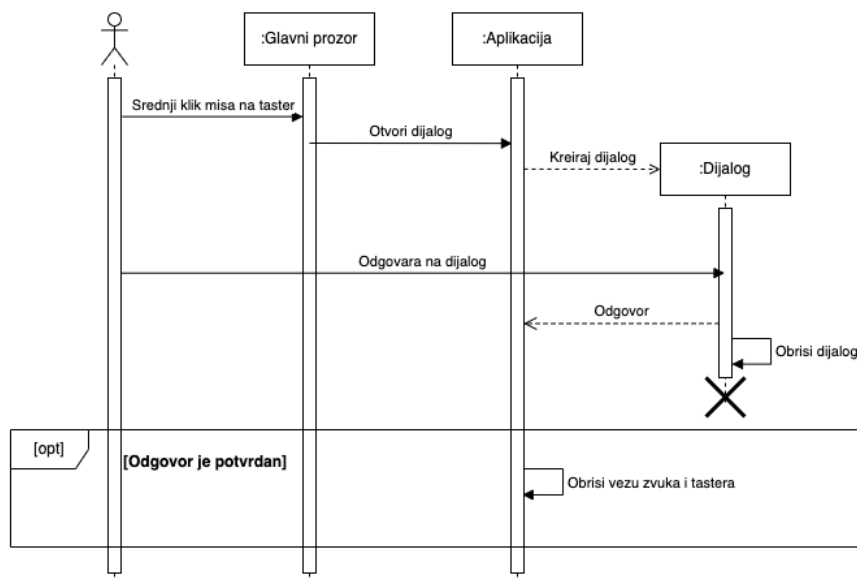 :Glavni prozor
:Aplikacija
Srednji klik misa na taster
Otvori dijalog
Kreiraj dijalog
:Dijalog
Odgovara na dijalog
Odgovor
Obrisi dijalog
[opt]
[Odgovor je potvrdan]
Obrisi vezu zvuka i tastera